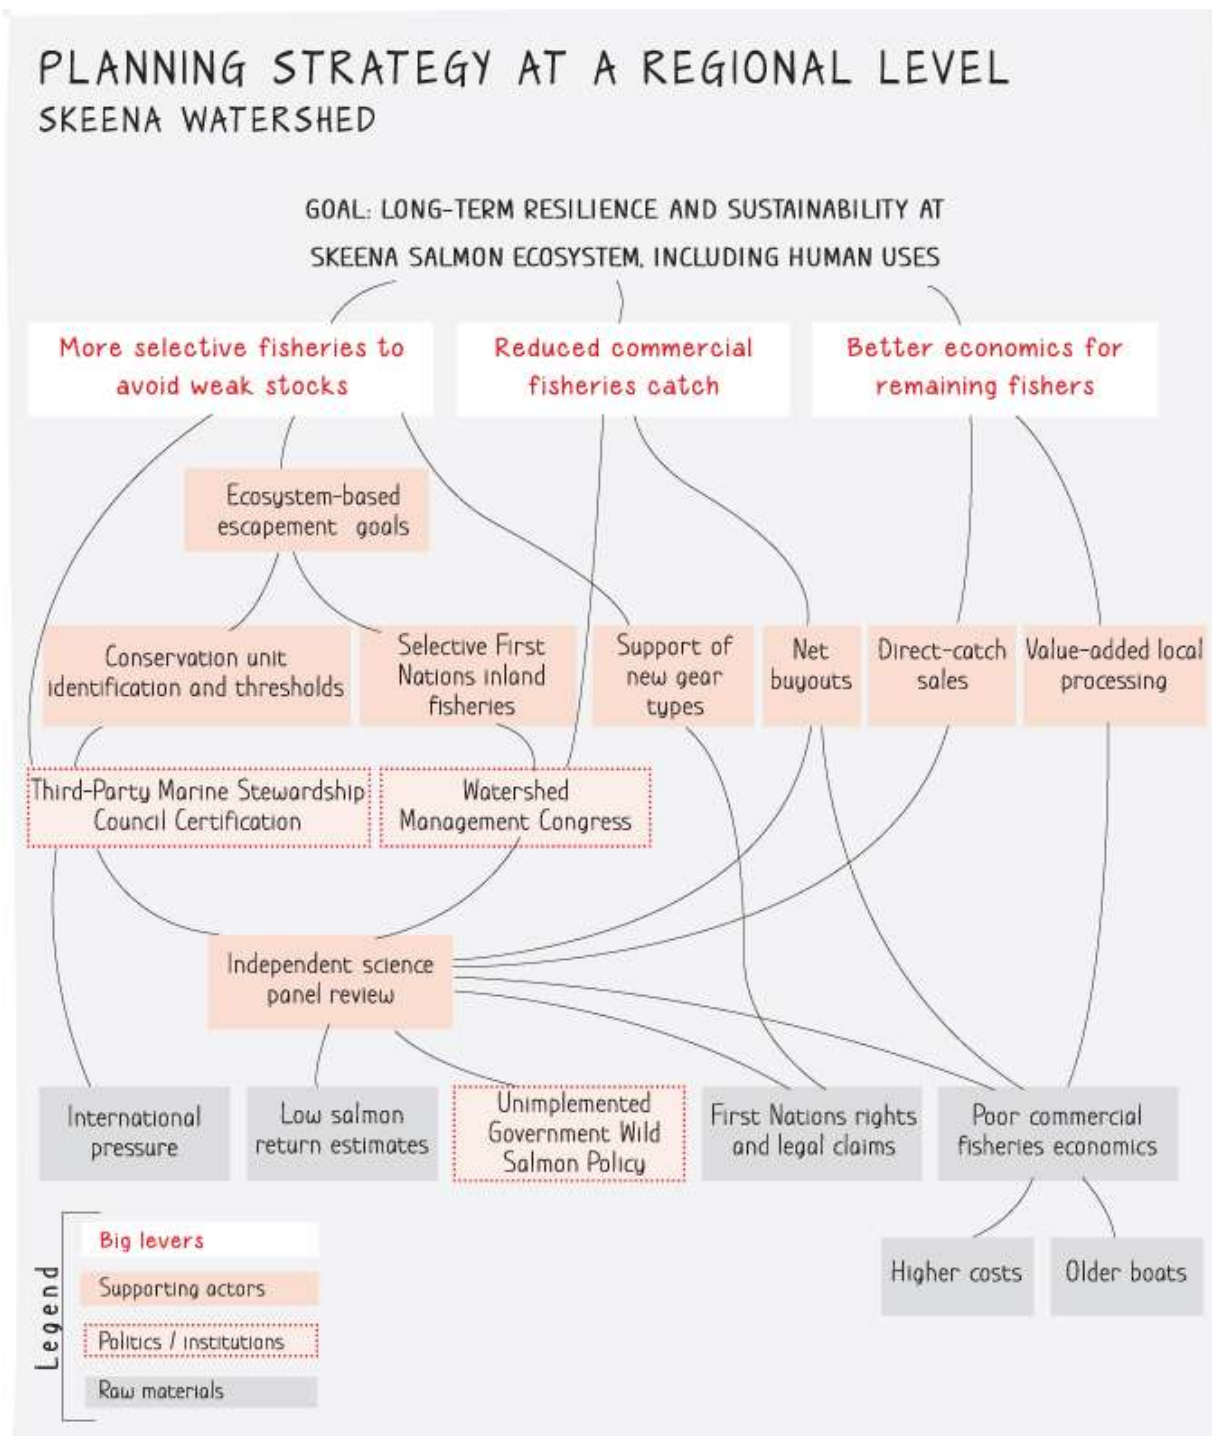 PLANNING STRATEGY AT A REGIONAL LEVEL
SKEENA WATERSHED
GOAL: LONG-TERM RESILIENCE AND SUSTAINABILITY AT
SKEENA SALMON ECOSYSTEM, INCLUDING HUMAN USES
More selective fisheries to
avoid weak stocks
Reduced commercial
fisheries catch
Better economics for
remaining fishers
Ecosystem-based
escapement goals
Conservation unit
identification and thresholds
Selective First
Nations inland
fisheries
Support of
new gear
types
Net
buyouts
Direct-catch
sales
Value-added local
processing
Third-Party Marine Stewardship
Council Certification
Watershed
Management Congress
Independent science
panel review
International
pressure
Low salmon
return estimates
Unimplemented
Government Wild
Salmon Policy
First Nations rights
and legal claims
Poor commercial
fisheries economics
Higher costs
Older boats
Legend
Big levers
Supporting actors
Politics / institutions
Raw materials